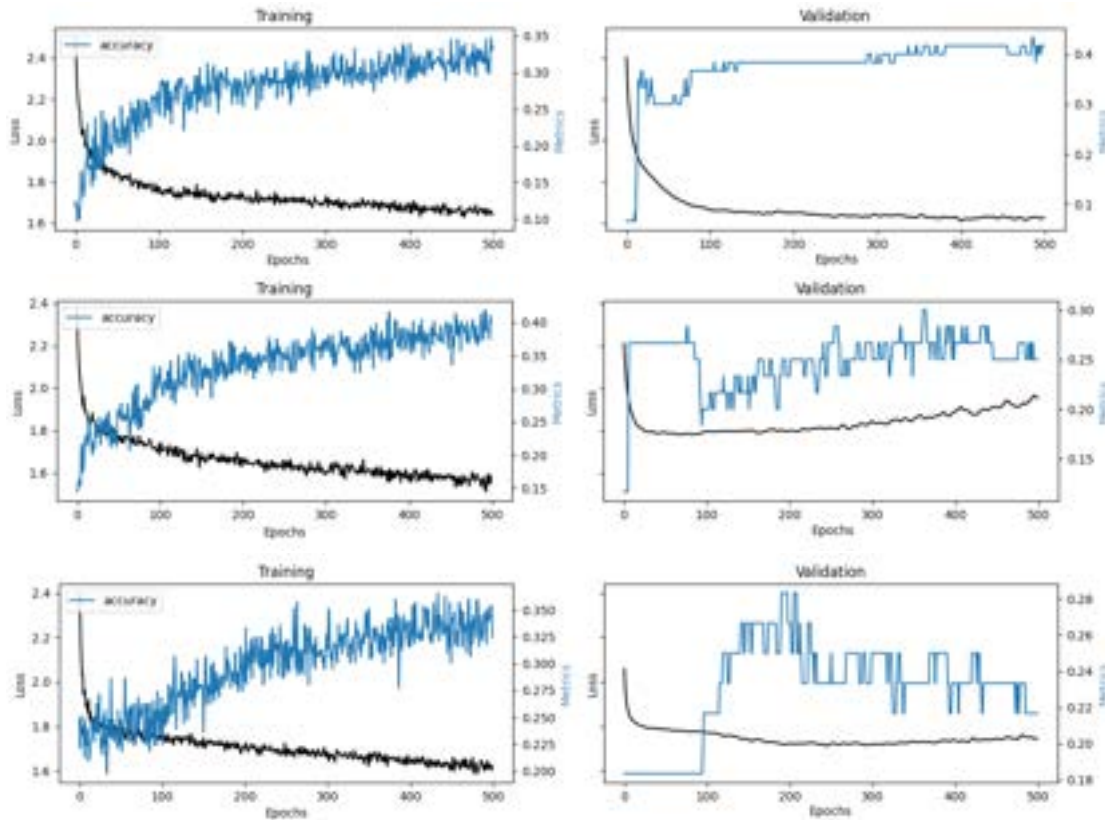 Training
Validation
accuracy
2.4
2.2
2.0
1.8
1.6
Loss
0.35
0.30
0.25
0.20
0.15
0.10
Metrics
0 100 200 300 400 500
Epochs
Loss
0.4
0.3
0.2
0.1
Metrics
0 100 200 300 400 500
Epochs
Training
Validation
accuracy
2.4
2.2
2.0
1.8
1.6
Loss
0.40
0.35
0.30
0.25
0.20
0.15
Metrics
0 100 200 300 400 500
Epochs
Loss
0.30
0.25
0.20
0.15
Metrics
0 100 200 300 400 500
Epochs
Training
Validation
accuracy
2.4
2.2
2.0
1.8
1.6
Loss
0.350
0.325
0.300
0.275
0.250
0.225
0.200
Metrics
0 100 200 300 400 500
Epochs
Loss
0.28
0.26
0.24
0.22
0.20
0.18
Metrics
0 100 200 300 400 500
Epochs